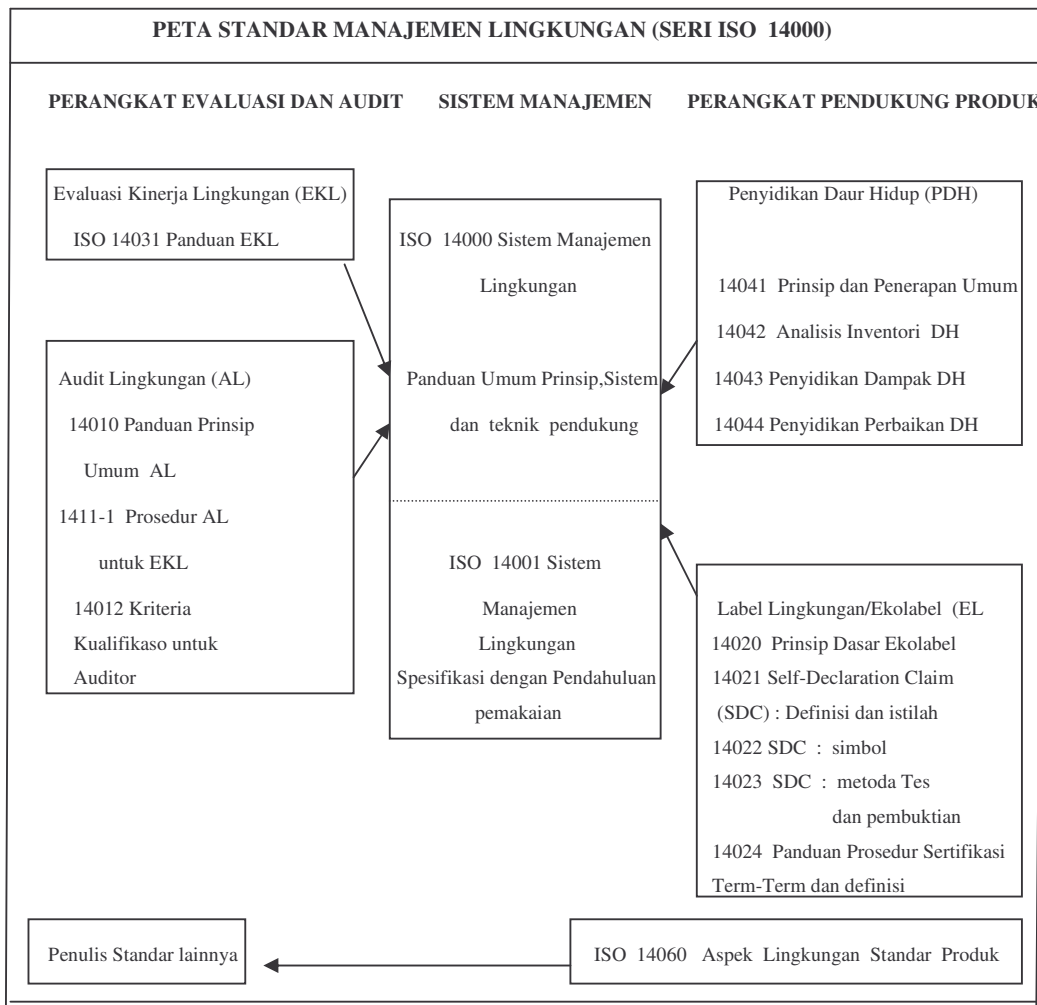 PETA STANDAR MANAJEMEN LINGKUNGAN (SERI ISO 14000)
PERANGKAT EVALUASI DAN AUDIT
SISTEM MANAJEMEN
PERANGKAT PENDUKUNG PRODUK
Evaluasi Kinerja Lingkungan (EKL)
ISO 14031 Panduan EKL
Audit Lingkungan (AL)
14010 Panduan Prinsip
Umum AL
1411-1 Prosedur AL
untuk EKL
14012 Kriteria
Kualifikaso untuk
Auditor
ISO 14000 Sistem Manajemen
Lingkungan
Panduan Umum Prinsip,Sistem
dan teknik pendukung
ISO 14001 Sistem
Manajemen
Lingkungan
Spesifikasi dengan Pendahuluan
pemakaian
Penyidikan Daur Hidup (PDH)
14041 Prinsip dan Penerapan Umum
14042 Analisis Inventori DH
14043 Penyidikan Dampak DH
14044 Penyidikan Perbaikan DH
Label Lingkungan/Ekolabel (EL
14020 Prinsip Dasar Ekolabel
14021 Self-Declaration Claim
(SDC) : Definisi dan istilah
14022 SDC : simbol
14023 SDC : metoda Tes
dan pembuktian
14024 Panduan Prosedur Sertifikasi
Term-Term dan definisi
Penulis Standar lainnya
ISO 14060 Aspek Lingkungan Standar Produk